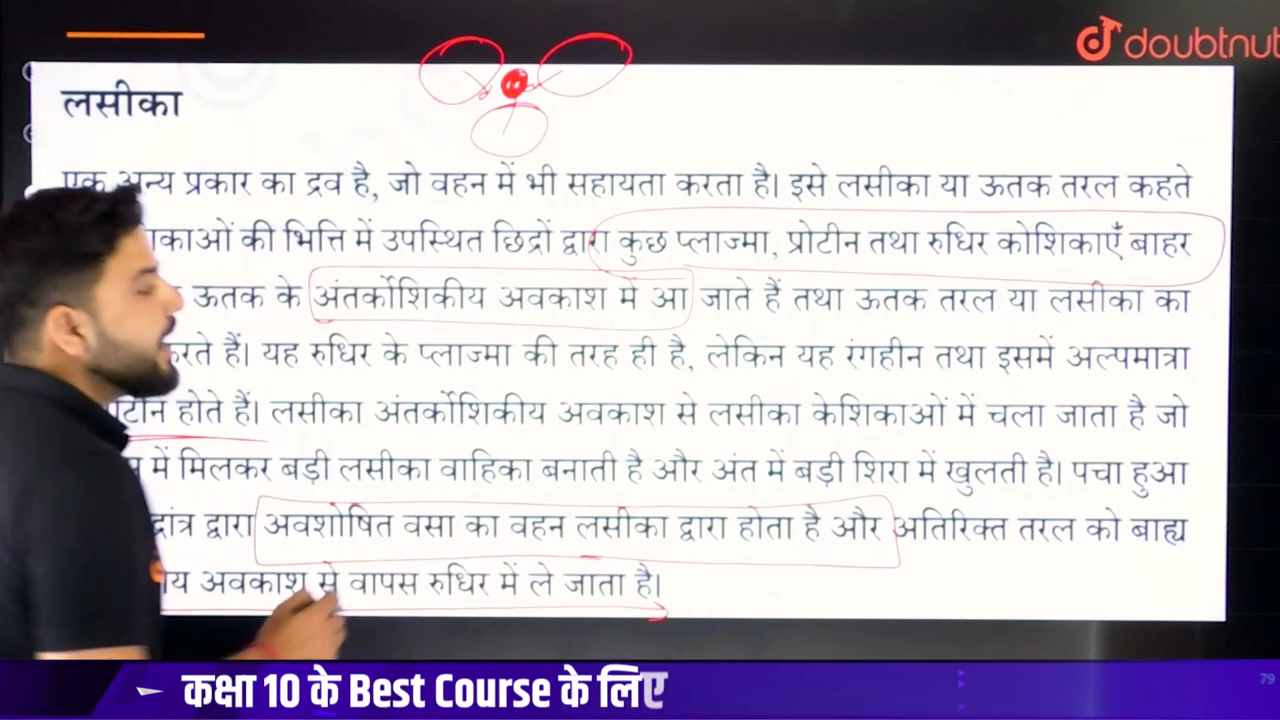 doubtnut
लसीका
एक अन्य प्रकार का द्रव है, जो वहन में भी सहायता करता है। इसे लसीका या ऊतक तरल कहते
की भित्ति में उपस्थित छिद्रों द्वारा कुछ प्लाज्मा, प्रोटीन तथा रुधिर कोशिकाएँ बाहर
ऊतक के अंतर्कोशिकीय अवकाश में आ जाते हैं तथा ऊतक तरल या लसीका का
हैं। यह रुधिर के प्लाज्मा की तरह ही है, लेकिन यह रंगहीन तथा इसमें अल्पमात्रा
होते हैं। लसीका अंतर्कोशिकीय अवकाश से लसीका केशिकाओं में चला जाता है जो
में मिलकर बड़ी लसीका वाहिका बनाती है और अंत में बड़ी शिरा में खुलती है। पचा हुआ
द्वारा अवशोषित वसा का वहन लसीका द्वारा होता है और अतिरिक्त तरल को बाह्य
अवकाश से वापस रुधिर में ले जाता है।
कक्षा 10 के Best Course के लिए
79